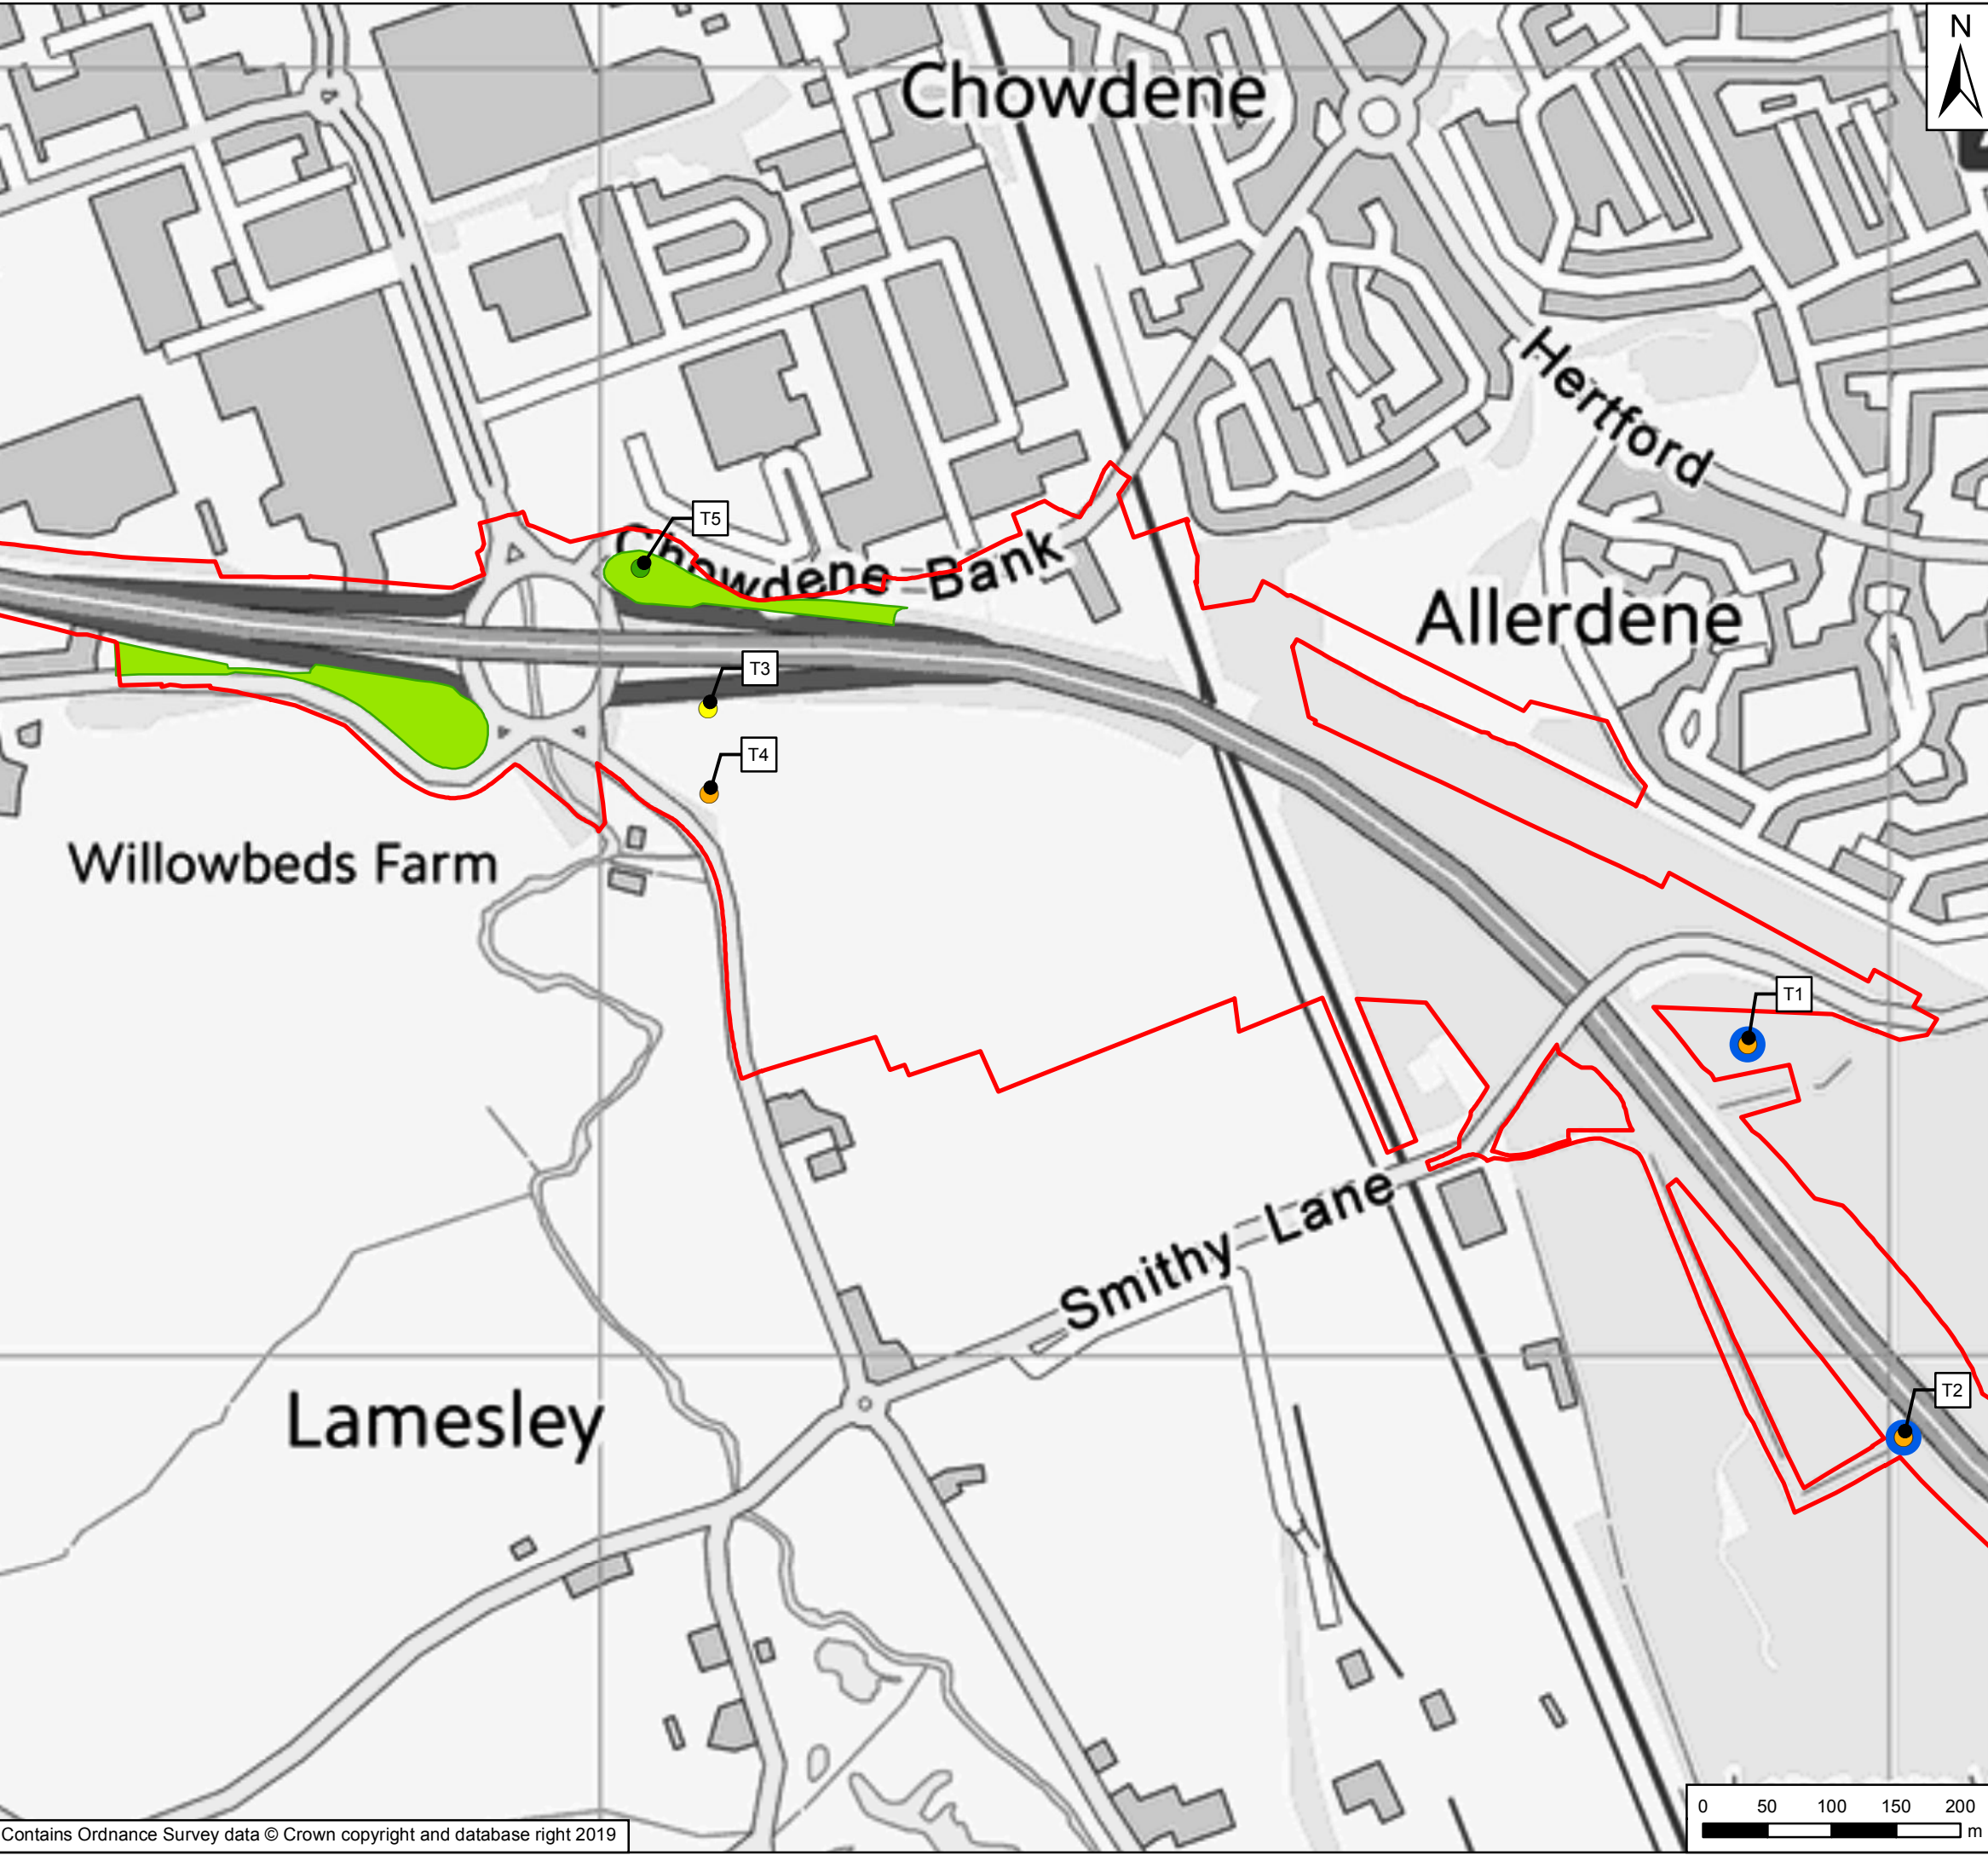 N
Chowdene
Hertford
T5
Chowdene Bank
Allerdene
T3
T4
Willowbeds Farm
T1
Smithy Lane
T2
Lamesley
0 50 100 150 200
m
Contains Ordnance Survey data © Crown copyright and database right 2019